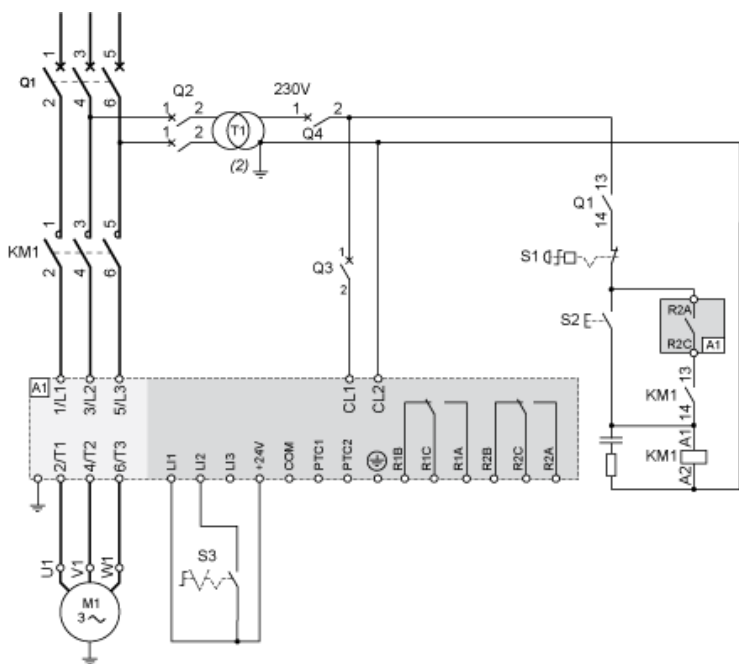 1 3 5
Q1
2 4 6
Q2
1 2
1 2
T1
(2)
230V
1 2
Q4
13
Q1
14
1 3 5
KM1
2 4 6
1
Q3
2
S1
S2
R2A
R2C
A1
13
KM1
14
A1
KM1
A2
A1
1/L1 3/L2 5/L3 CL1 CL2
2/T1 4/T2 6/T3 LI1 LI2 LI3 +24V COM PTC1 PTC2 R1B R1C R1A R2B R2C R2A
S3
U1 V1 W1
M1
3 ~